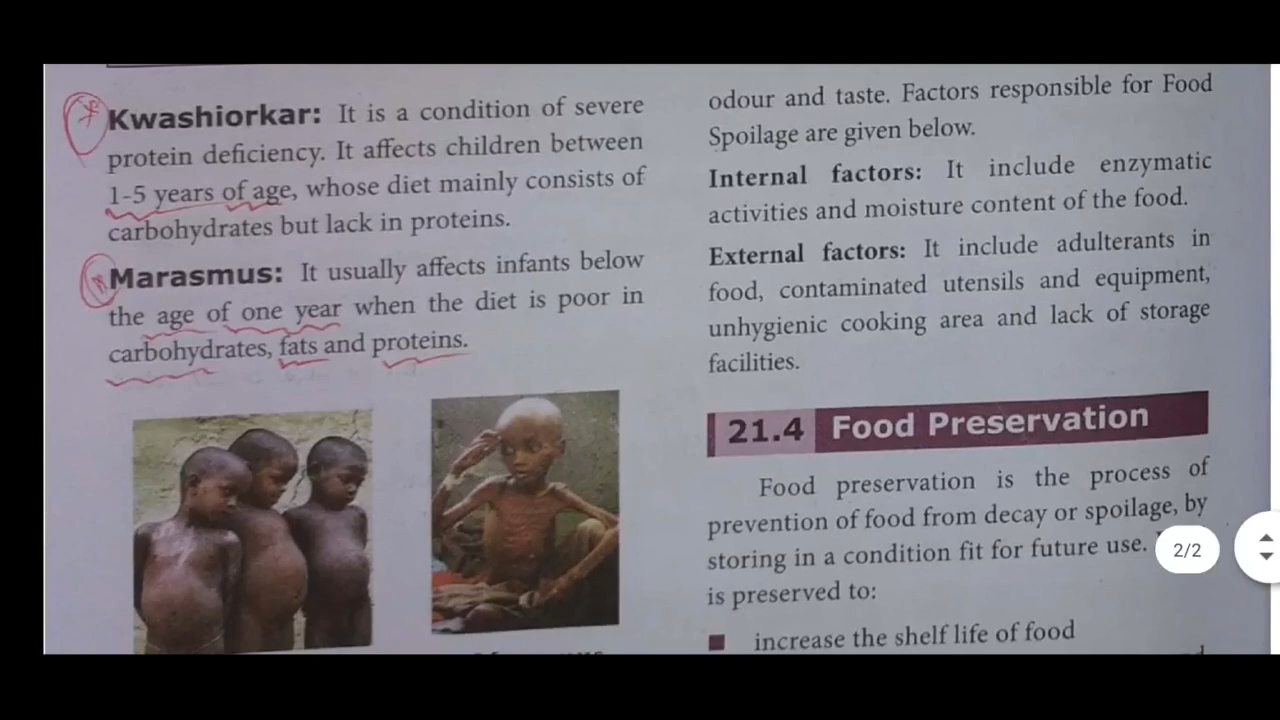 Kwashiorkar: It is a condition of severe
protein deficiency. It affects children between
1-5 years of age, whose diet mainly consists of
carbohydrates but lack in proteins.
Marasmus: It usually affects infants below
the age of one year when the diet is poor in
carbohydrates, fats and proteins.
odour and taste. Factors responsible for Food
Spoilage are given below.
Internal factors: It include enzymatic
activities and moisture content of the food.
External factors: It include adulterants in
food, contaminated utensils and equipment,
unhygienic cooking area and lack of storage
facilities.
21.4 Food Preservation
Food preservation is the process of
prevention of food from decay or spoilage, by
storing in a condition fit for future use.
is preserved to:
increase the shelf life of food
2/2